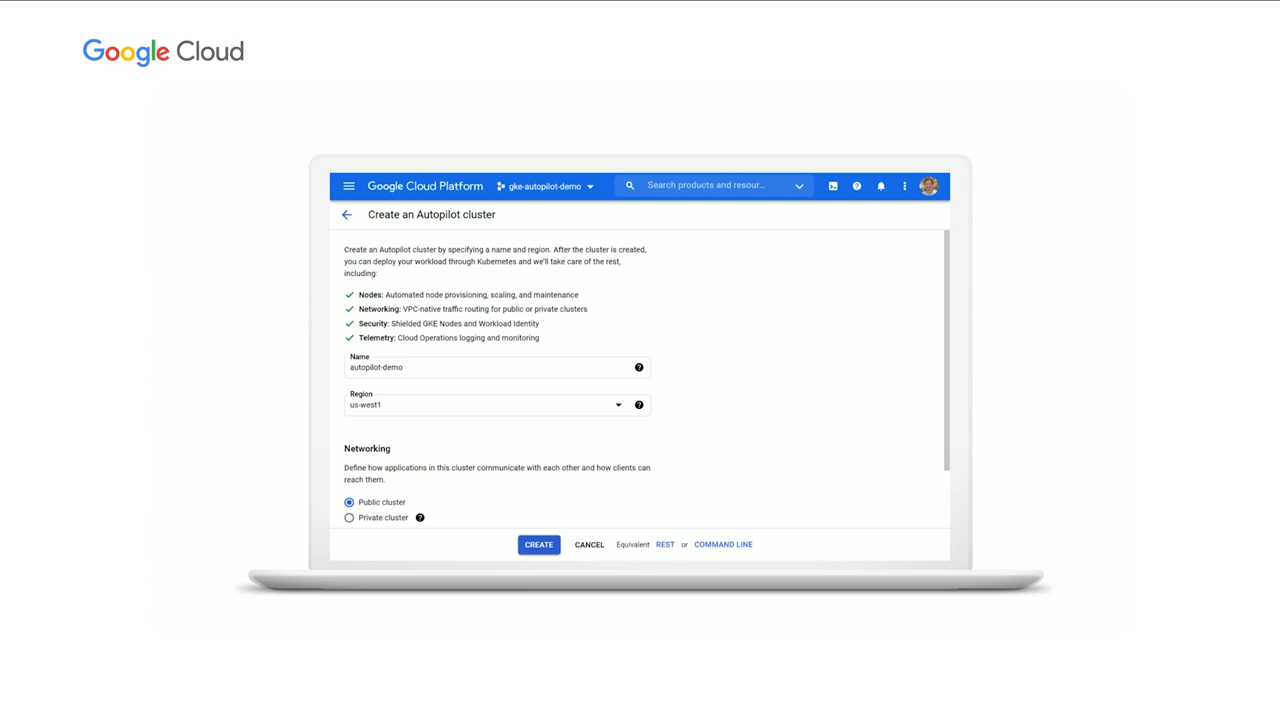 Google Cloud
Google Cloud Platform gke-autopilot-demo Search products and resour...
Create an Autopilot cluster
Create an Autopilot cluster by specifying a name and region. After the cluster is created,
you can deploy your workload through Kubernetes and we'll take care of the rest,
including:
Nodes: Automated node provisioning, scaling, and maintenance
Networking: VPC-native traffic routing for public or private clusters
Security: Shielded GKE Nodes and Workload Identity
Telemetry: Cloud Operations logging and monitoring
Name
autopilot-demo
Region
us-west1
Networking
Define how applications in this cluster communicate with each other and how clients can
reach them.
Public cluster
Private cluster
CREATE CANCEL Equivalent REST or COMMAND LINE